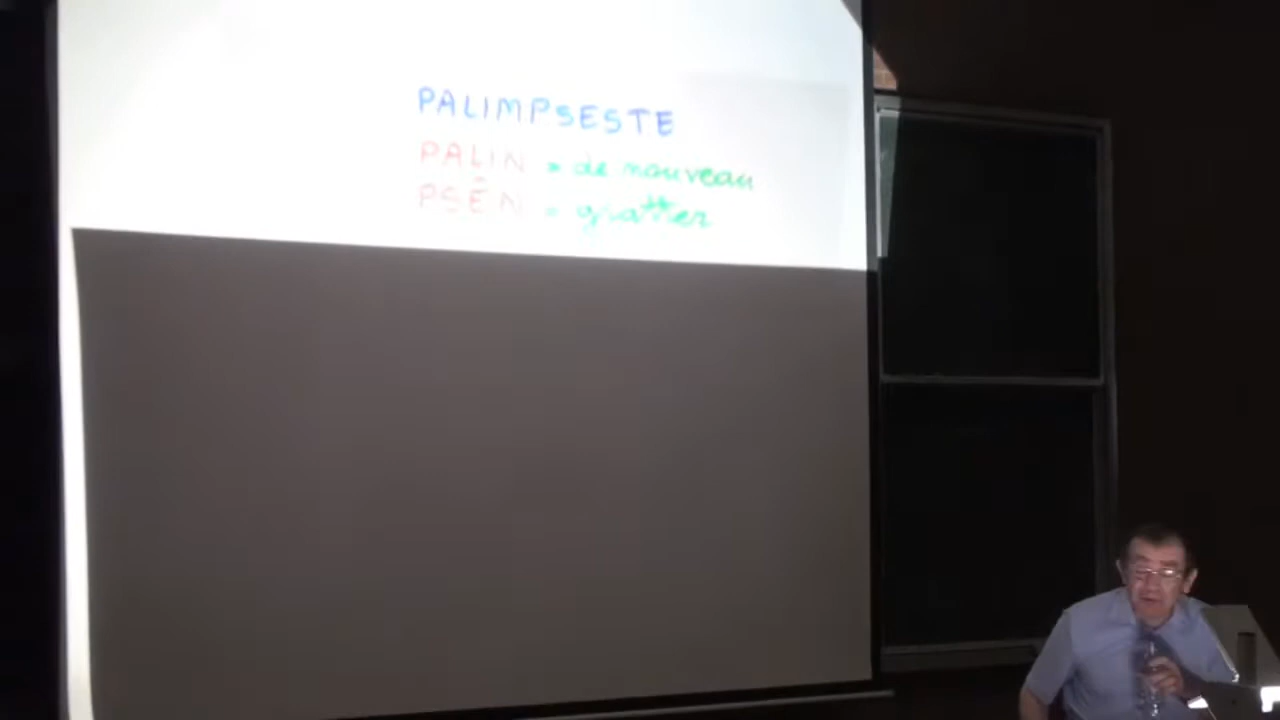 PALIMPSESTE
PALIN = de nouveau
PSÊN = gratter